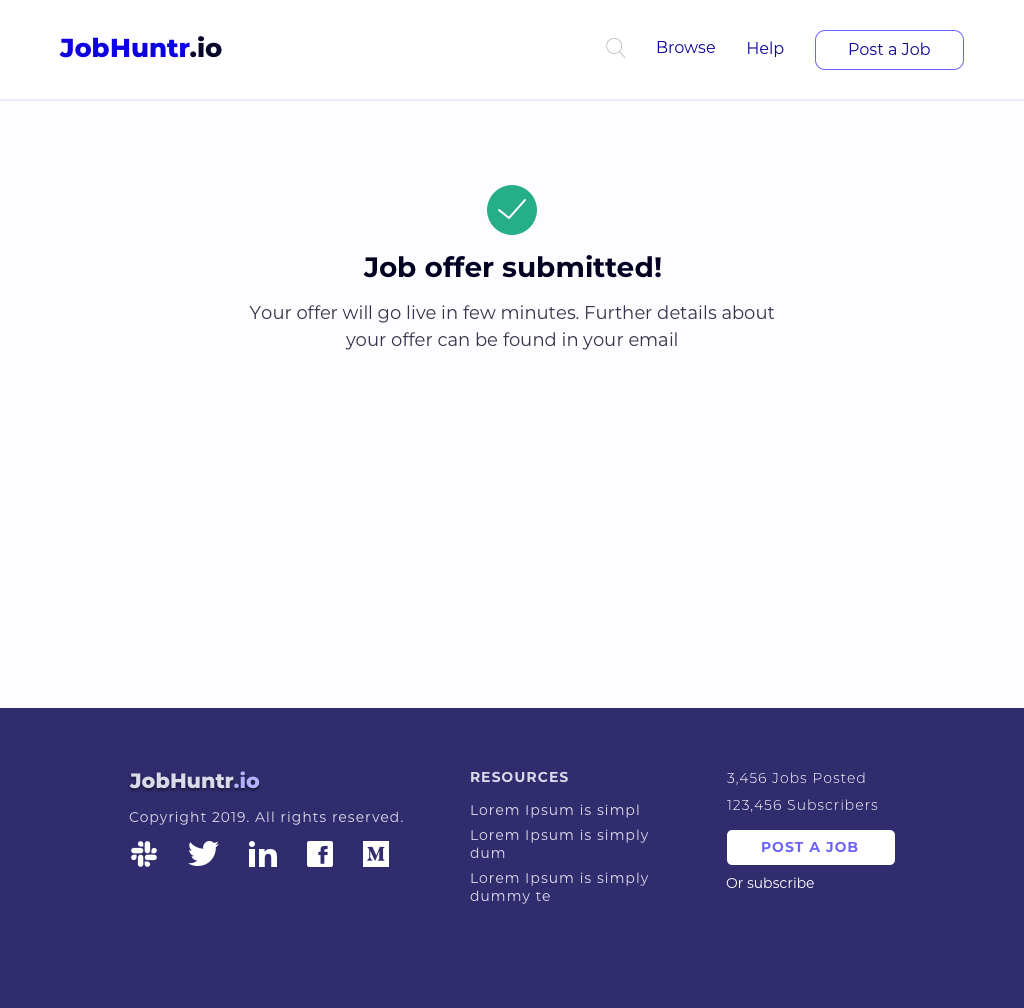 JobHuntr.io
Browse
Help
Post a Job
Job offer submitted!
Your offer will go live in few minutes. Further details about
your offer can be found in your email
JobHuntr.io
Copyright 2019. All rights reserved.
RESOURCES
Lorem Ipsum is simpl
Lorem Ipsum is simply
dum
Lorem Ipsum is simply
dummy te
3,456 Jobs Posted
123,456 Subscribers
POST A JOB
Or subscribe